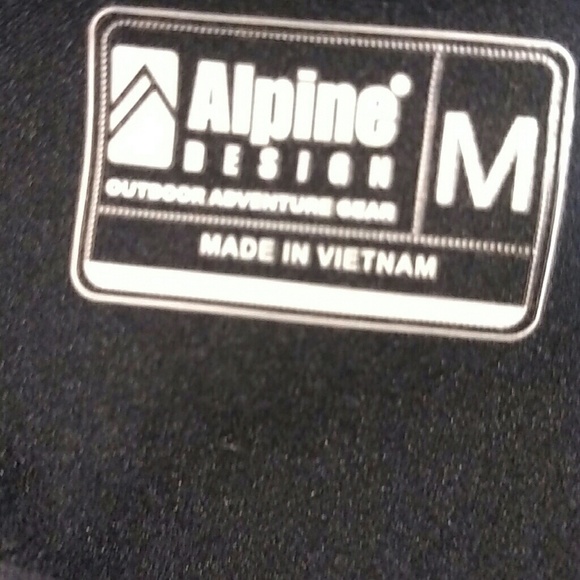 Alpine®
DESIGN
OUTDOOR ADVENTURE GEAR
M
MADE IN VIETNAM